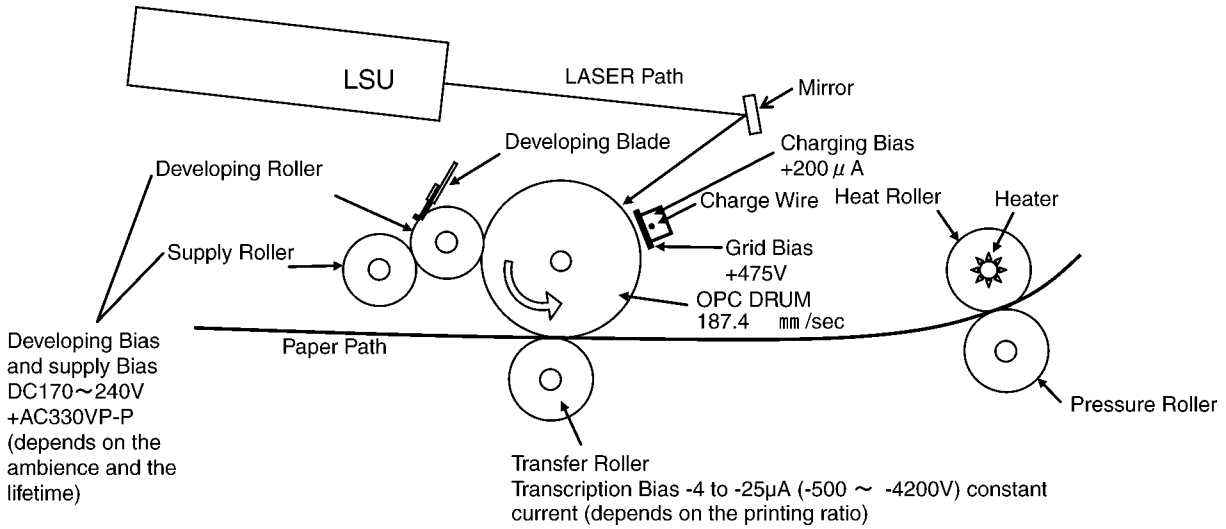 LSU
LASER Path
Mirror
Developing Blade
Charging Bias
+200μA
Developing Roller
Charge Wire
Heat Roller
Heater
Supply Roller
Grid Bias
+475V
OPC DRUM
187.4 mm/sec
Paper Path
Developing Bias
and supply Bias
DC170~240V
+AC330VP-P
(depends on the
ambience and the
lifetime)
Pressure Roller
Transfer Roller
Transcription Bias -4 to -25μA (-500 ~ -4200V) constant
current (depends on the printing ratio)